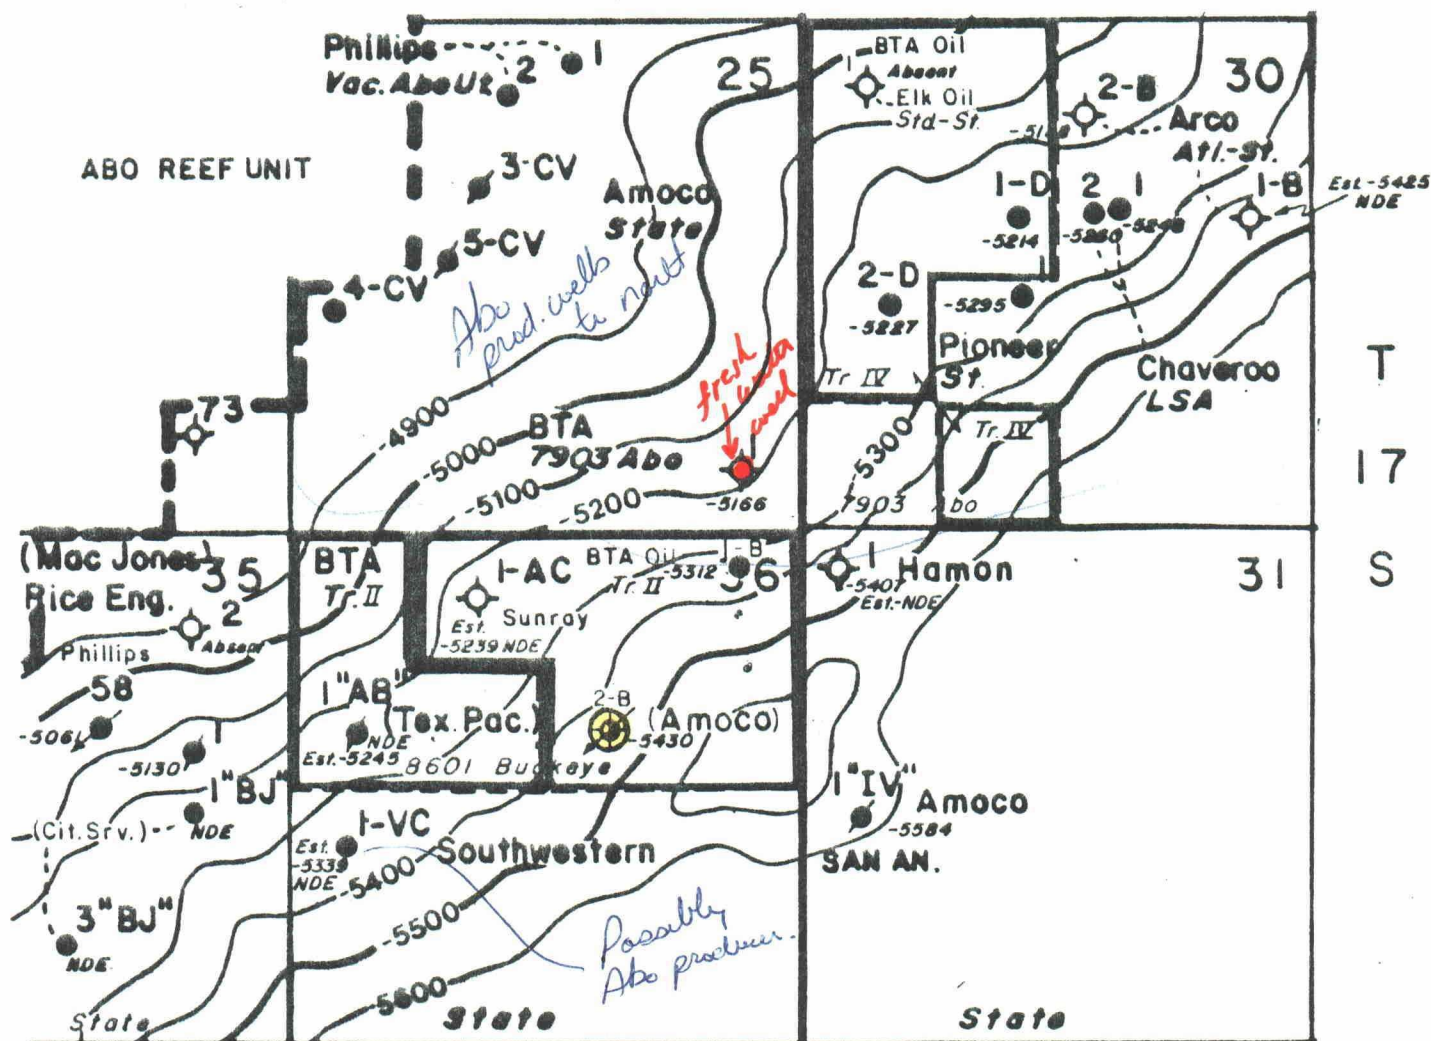 Phillips
Vac. Abo Ut.
2
1
25
BTA Oil
1
Absent
Elk Oil
Std-St.
2-B
30
Arco
Atl.-St.
ABO REEF UNIT
3-CV
Amoco
State
1-D
-5214
2
1
-5260
-5248
1-B
Est.-5425
NDE
5-CV
4-CV
Abo
prod. wells
to north
2-D
-5227
1
-5295
Pioneer
St.
Chaveroo
LSA
T
fresh
water
well
Tr. IV
73
-4900
BTA
7903 Abo
-5000
-5100
-5200
-5166
-5300
Tr. IV
7903 Abo
17
(Mac Jones)
35
Rice Eng.
2
Absent
Phillips
BTA
Tr. II
1-AC
Sunray
Est.
-5239 NDE
BTA Oil
Tr. II
1-B
-5312
36
1
-5407
Est.-NDE
Hamon
31
S
58
-5061
1
-5130
1"AB"
(Tex. Pac.)
NDE
Est.-5245
8601 Buckeye
2-B
(Amoco)
-5430
1"BJ"
NDE
(Cit. Srv.)
3"BJ"
NDE
1-VC
Est.
-5339
NDE
-5400
Southwestern
1"IV"
Amoco
-5584
SAN AN.
-5500
-5600
Possibly
Abo producer.
State
State
State